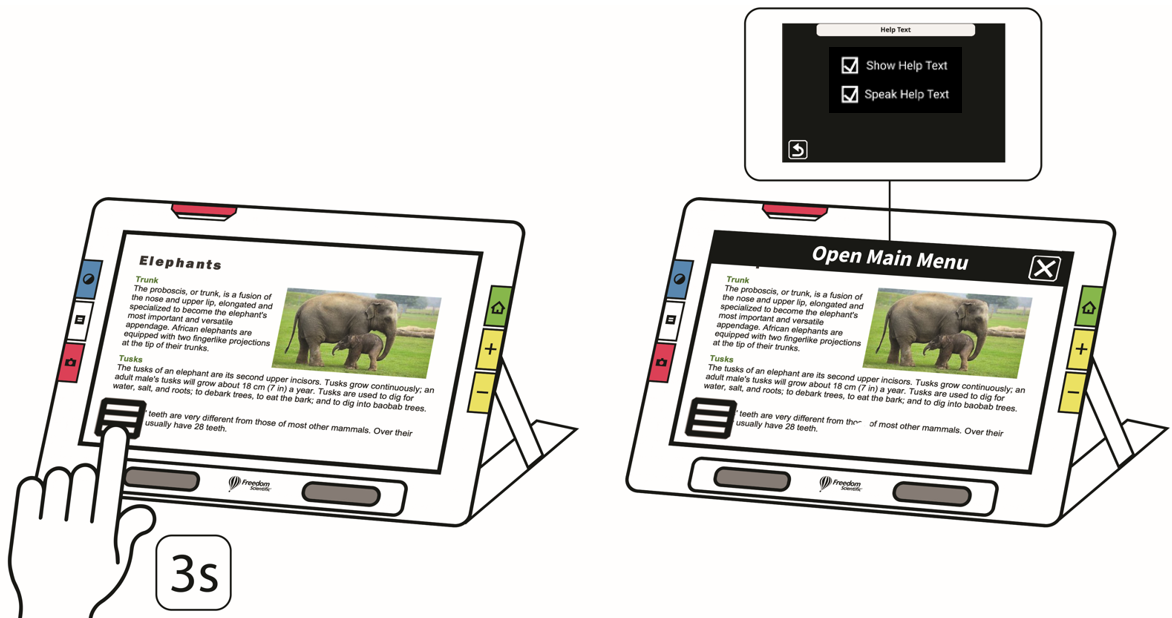 Help Text
Show Help Text
Speak Help Text
Elephants
Trunk
The proboscis, or trunk, is a fusion of
the nose and upper lip, elongated and
specialized to become the elephant's
most important and versatile
appendage. African elephants are
equipped with two fingerlike projections
at the tip of their trunks.
Tusks
The tusks of an elephant are its second upper incisors. Tusks grow continuously; an
adult male's tusks will grow about 18 cm (7 in) a year. Tusks are used to dig for
water, salt, and roots; to debark trees, to eat the bark; and to dig into baobab trees.
teeth are very different from those of most other mammals. Over their
usually have 28 teeth.
Freedom
Scientific
3s
Open Main Menu
Trunk
The proboscis, or trunk, is a fusion of
the nose and upper lip, elongated and
specialized to become the elephant's
most important and versatile
appendage. African elephants are
equipped with two fingerlike projections
at the tip of their trunks.
Tusks
The tusks of an elephant are its second upper incisors. Tusks grow continuously; an
adult male's tusks will grow about 18 cm (7 in) a year. Tusks are used to dig for
water, salt, and roots; to debark trees, to eat the bark; and to dig into baobab trees.
teeth are very different from of most other mammals. Over their
usually have 28 teeth.
Freedom
Scientific